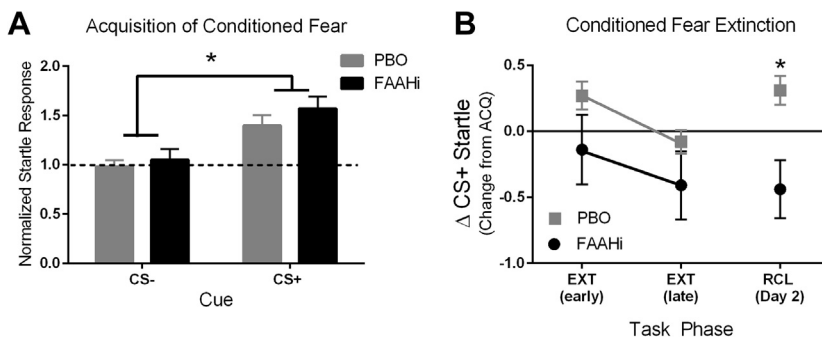 A
Acquisition of Conditioned Fear
*
PBO
FAAHi
Normalized Startle Response
2.0
1.5
1.0
0.5
0.0
CS-
CS+
Cue
B
Conditioned Fear Extinction
*
Δ CS+ Startle
(Change from ACQ)
0.5
0.0
-0.5
-1.0
PBO
FAAHi
EXT
(early)
EXT
(late)
RCL
(Day 2)
Task Phase